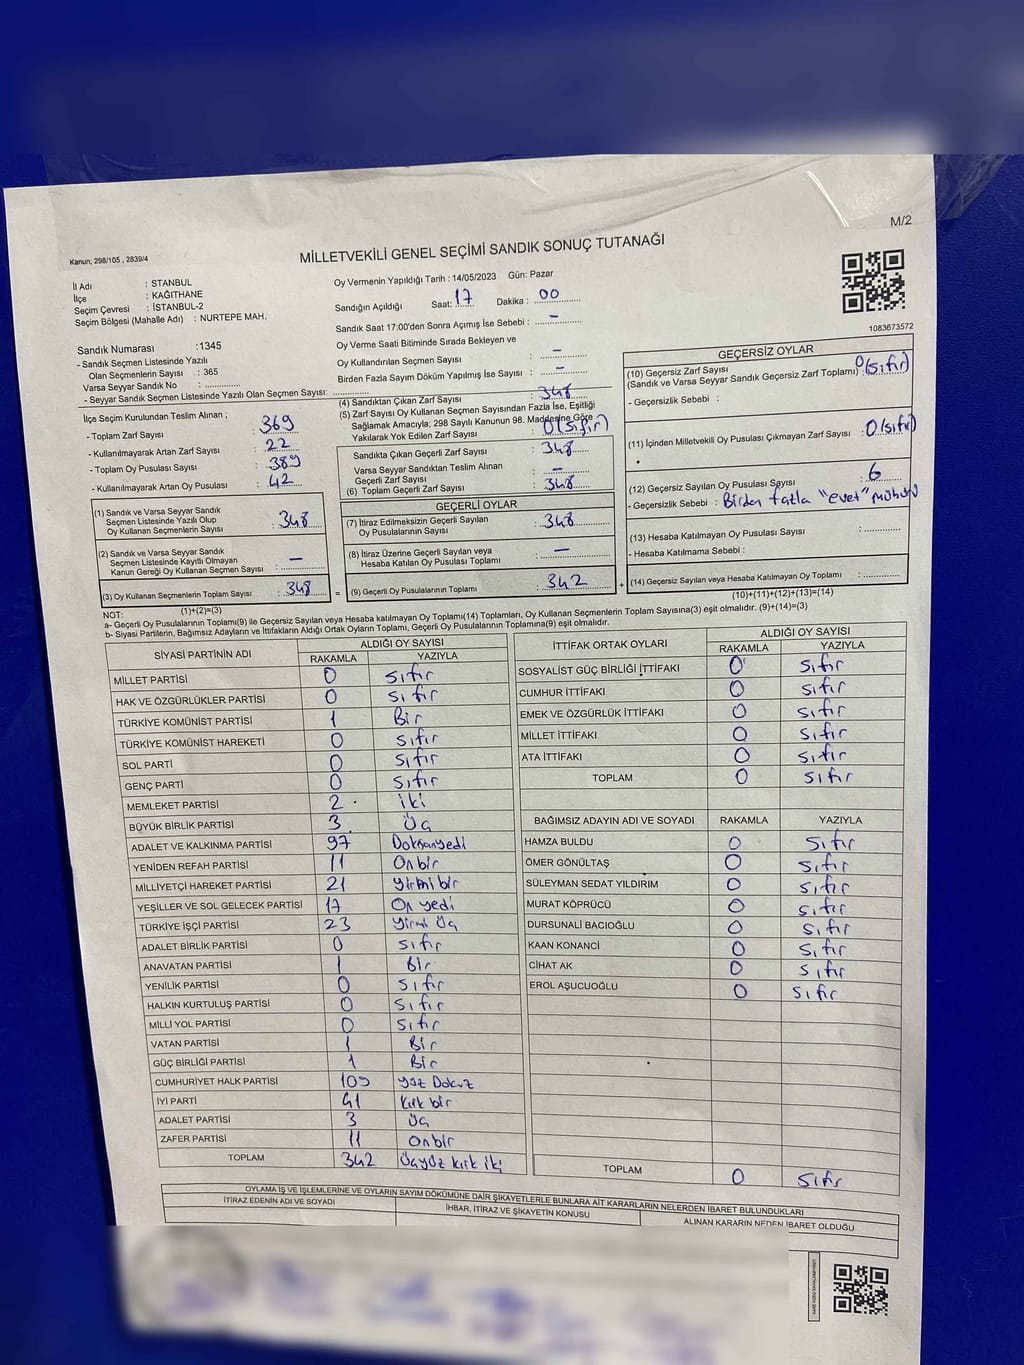 M/2
Kanun; 298/105 , 2839/4
MİLLETVEKİLİ GENEL SEÇİMİ SANDIK SONUÇ TUTANAĞI
İl Adı : STANBUL
İlçe : KAĞITHANE
Seçim Çevresi : İSTANBUL-2
Seçim Bölgesi (Mahalle Adı) : NURTEPE MAH.
Sandık Numarası :1345
- Sandık Seçmen Listesinde Yazılı
Olan Seçmenlerin Sayısı : 365
Varsa Seyyar Sandık No : ..............
- Seyyar Sandık Seçmen Listesinde Yazılı Olan Seçmen Sayısı: ..............
Oy Vermenin Yapıldığı Tarih : 14/05/2023 Gün: Pazar
Sandığın Açıldığı Saat: 17 Dakika : 00
Sandık Saat 17:00'den Sonra Açılmış İse Sebebi : –
Oy Verme Saati Bitiminde Sırada Bekleyen ve
Oy Kullandırılan Seçmen Sayısı : –
Birden Fazla Sayım Döküm Yapılmış İse Sayısı : –
1083673572
İlçe Seçim Kurulundan Teslim Alınan ;
- Toplam Zarf Sayısı : 369
- Kullanılmayarak Artan Zarf Sayısı : 22
- Toplam Oy Pusulası Sayısı : 389
- Kullanılmayarak Artan Oy Pusulası : 42
(1) Sandık ve Varsa Seyyar Sandık
Seçmen Listesinde Yazılı Olup
Oy Kullanan Seçmenlerin Sayısı : 348
(2) Sandık ve Varsa Seyyar Sandık
Seçmen Listesinde Kayıtlı Olmayan
Kanun Gereği Oy Kullanan Seçmen Sayısı : –
(3) Oy Kullanan Seçmenlerin Toplam Sayısı : 348
(1)+(2)=(3)
(4) Sandıktan Çıkan Zarf Sayısı : 348
(5) Zarf Sayısı Oy Kullanan Seçmen Sayısından Fazla İse, Eşitliği
Sağlamak Amacıyla; 298 Sayılı Kanunun 98. Maddesine Göre
Yakılarak Yok Edilen Zarf Sayısı : 0(sıfır)
Sandıkta Çıkan Geçerli Zarf Sayısı : 348
Varsa Seyyar Sandıktan Teslim Alınan
Geçerli Zarf Sayısı : –
(6) Toplam Geçerli Zarf Sayısı : 348
GEÇERLİ OYLAR
(7) İtiraz Edilmeksizin Geçerli Sayılan
Oy Pusulalarının Sayısı : 348
(8) İtiraz Üzerine Geçerli Sayılan veya
Hesaba Katılan Oy Pusulası Toplamı : –
= (9) Geçerli Oy Pusulalarının Toplamı : 342 +
GEÇERSİZ OYLAR
(10) Geçersiz Zarf Sayısı
(Sandık ve Varsa Seyyar Sandık Geçersiz Zarf Toplamı) : 0(sıfır)
- Geçersizlik Sebebi :
(11) İçinden Milletvekili Oy Pusulası Çıkmayan Zarf Sayısı : 0(sıfır)
(12) Geçersiz Sayılan Oy Pusulası Sayısı : 6
- Geçersizlik Sebebi : Birden fazla "evet" mühürü
(13) Hesaba Katılmayan Oy Pusulası Sayısı : ............
- Hesaba Katılmama Sebebi :
(14) Geçersiz Sayılan veya Hesaba Katılmayan Oy Toplamı : ............
(10)+(11)+(12)+(13)=(14)
NOT:
a- Geçerli Oy Pusulalarının Toplamı(9) ile Geçersiz Sayılan veya Hesaba Katılmayan Oy Toplamı(14) Toplamları, Oy Kullanan Seçmenlerin Toplam Sayısına(3) eşit olmalıdır. (9)+(14)=(3)
b- Siyasi Partilerin, Bağımsız Adayların ve İttifakların Aldığı Ortak Oyların Toplamı, Geçerli Oy Pusulalarının Toplamına(9) eşit olmalıdır.
SİYASİ PARTİNİN ADI ALDIĞI OY SAYISI
RAKAMLA YAZIYLA
MİLLET PARTİSİ 0 sıfır
HAK VE ÖZGÜRLÜKLER PARTİSİ 0 sıfır
TÜRKİYE KOMÜNİST PARTİSİ 1 Bir
TÜRKİYE KOMÜNİST HAREKETİ 0 sıfır
SOL PARTİ 0 sıfır
GENÇ PARTİ 0 sıfır
MEMLEKET PARTİSİ 2 iki
BÜYÜK BİRLİK PARTİSİ 3 Üç
ADALET VE KALKINMA PARTİSİ 97 Doksanyedi
YENİDEN REFAH PARTİSİ 11 Onbir
MİLLİYETÇİ HAREKET PARTİSİ 21 yirmi bir
YEŞİLLER VE SOL GELECEK PARTİSİ 17 On yedi
TÜRKİYE İŞÇİ PARTİSİ 23 yirmi üç
ADALET BİRLİK PARTİSİ 0 sıfır
ANAVATAN PARTİSİ 1 Bir
YENİLİK PARTİSİ 0 sıfır
HALKIN KURTULUŞ PARTİSİ 0 sıfır
MİLLİ YOL PARTİSİ 0 sıfır
VATAN PARTİSİ 1 Bir
GÜÇ BİRLİĞİ PARTİSİ 1 Bir
CUMHURİYET HALK PARTİSİ 109 yüz Dokuz
İYİ PARTİ 41 kırk bir
ADALET PARTİSİ 3 Üç
ZAFER PARTİSİ 11 Onbir
TOPLAM 342 Üçyüz kırk iki
İTTİFAK ORTAK OYLARI ALDIĞI OY SAYISI
RAKAMLA YAZIYLA
SOSYALİST GÜÇ BİRLİĞİ İTTİFAKI 0 sıfır
CUMHUR İTTİFAKI 0 sıfır
EMEK VE ÖZGÜRLÜK İTTİFAKI 0 sıfır
MİLLET İTTİFAKI 0 sıfır
ATA İTTİFAKI 0 sıfır
TOPLAM 0 sıfır
BAĞIMSIZ ADAYIN ADI VE SOYADI RAKAMLA YAZIYLA
HAMZA BULDU 0 sıfır
ÖMER GÖNÜLTAŞ 0 sıfır
SÜLEYMAN SEDAT YILDIRIM 0 sıfır
MURAT KÖPRÜCÜ 0 sıfır
DURSUNALİ BACIOĞLU 0 sıfır
KAAN KONANCİ 0 sıfır
CİHAT AK 0 sıfır
EROL AŞUCUOĞLU 0 sıfır
TOPLAM 0 sıfır
OYLAMA İŞ VE İŞLEMLERİNE VE OYLARIN SAYIM DÖKÜMÜNE DAİR ŞİKAYETLERLE BUNLARA AİT KARARLARIN NELERDEN İBARET BULUNDUKLARI
İTİRAZ EDENİN ADI VE SOYADI İHBAR, İTİRAZ VE ŞİKAYETİN KONUSU ALINAN KARARIN NEDEN İBARET OLDUĞU